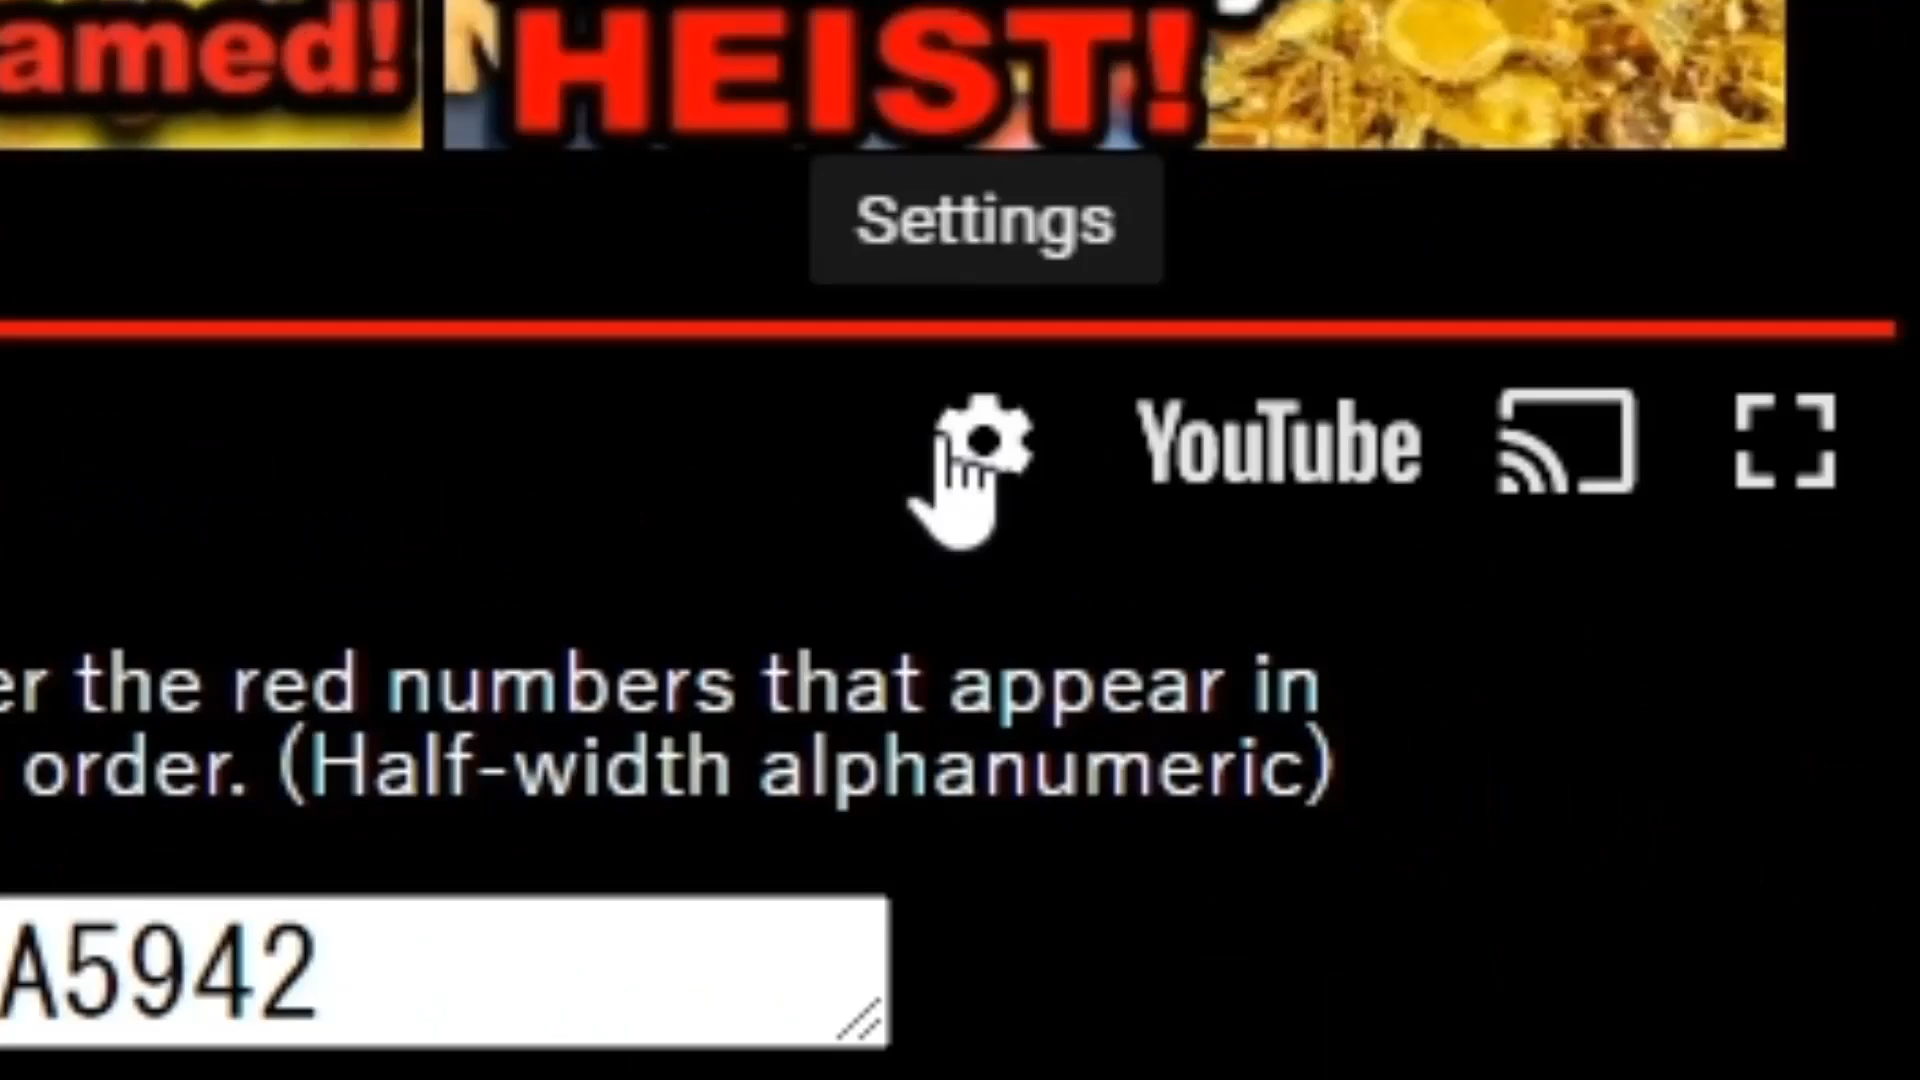 amed!
HEIST!
Settings
YouTube
er the red numbers that appear in
order. (Half-width alphanumeric)
A5942